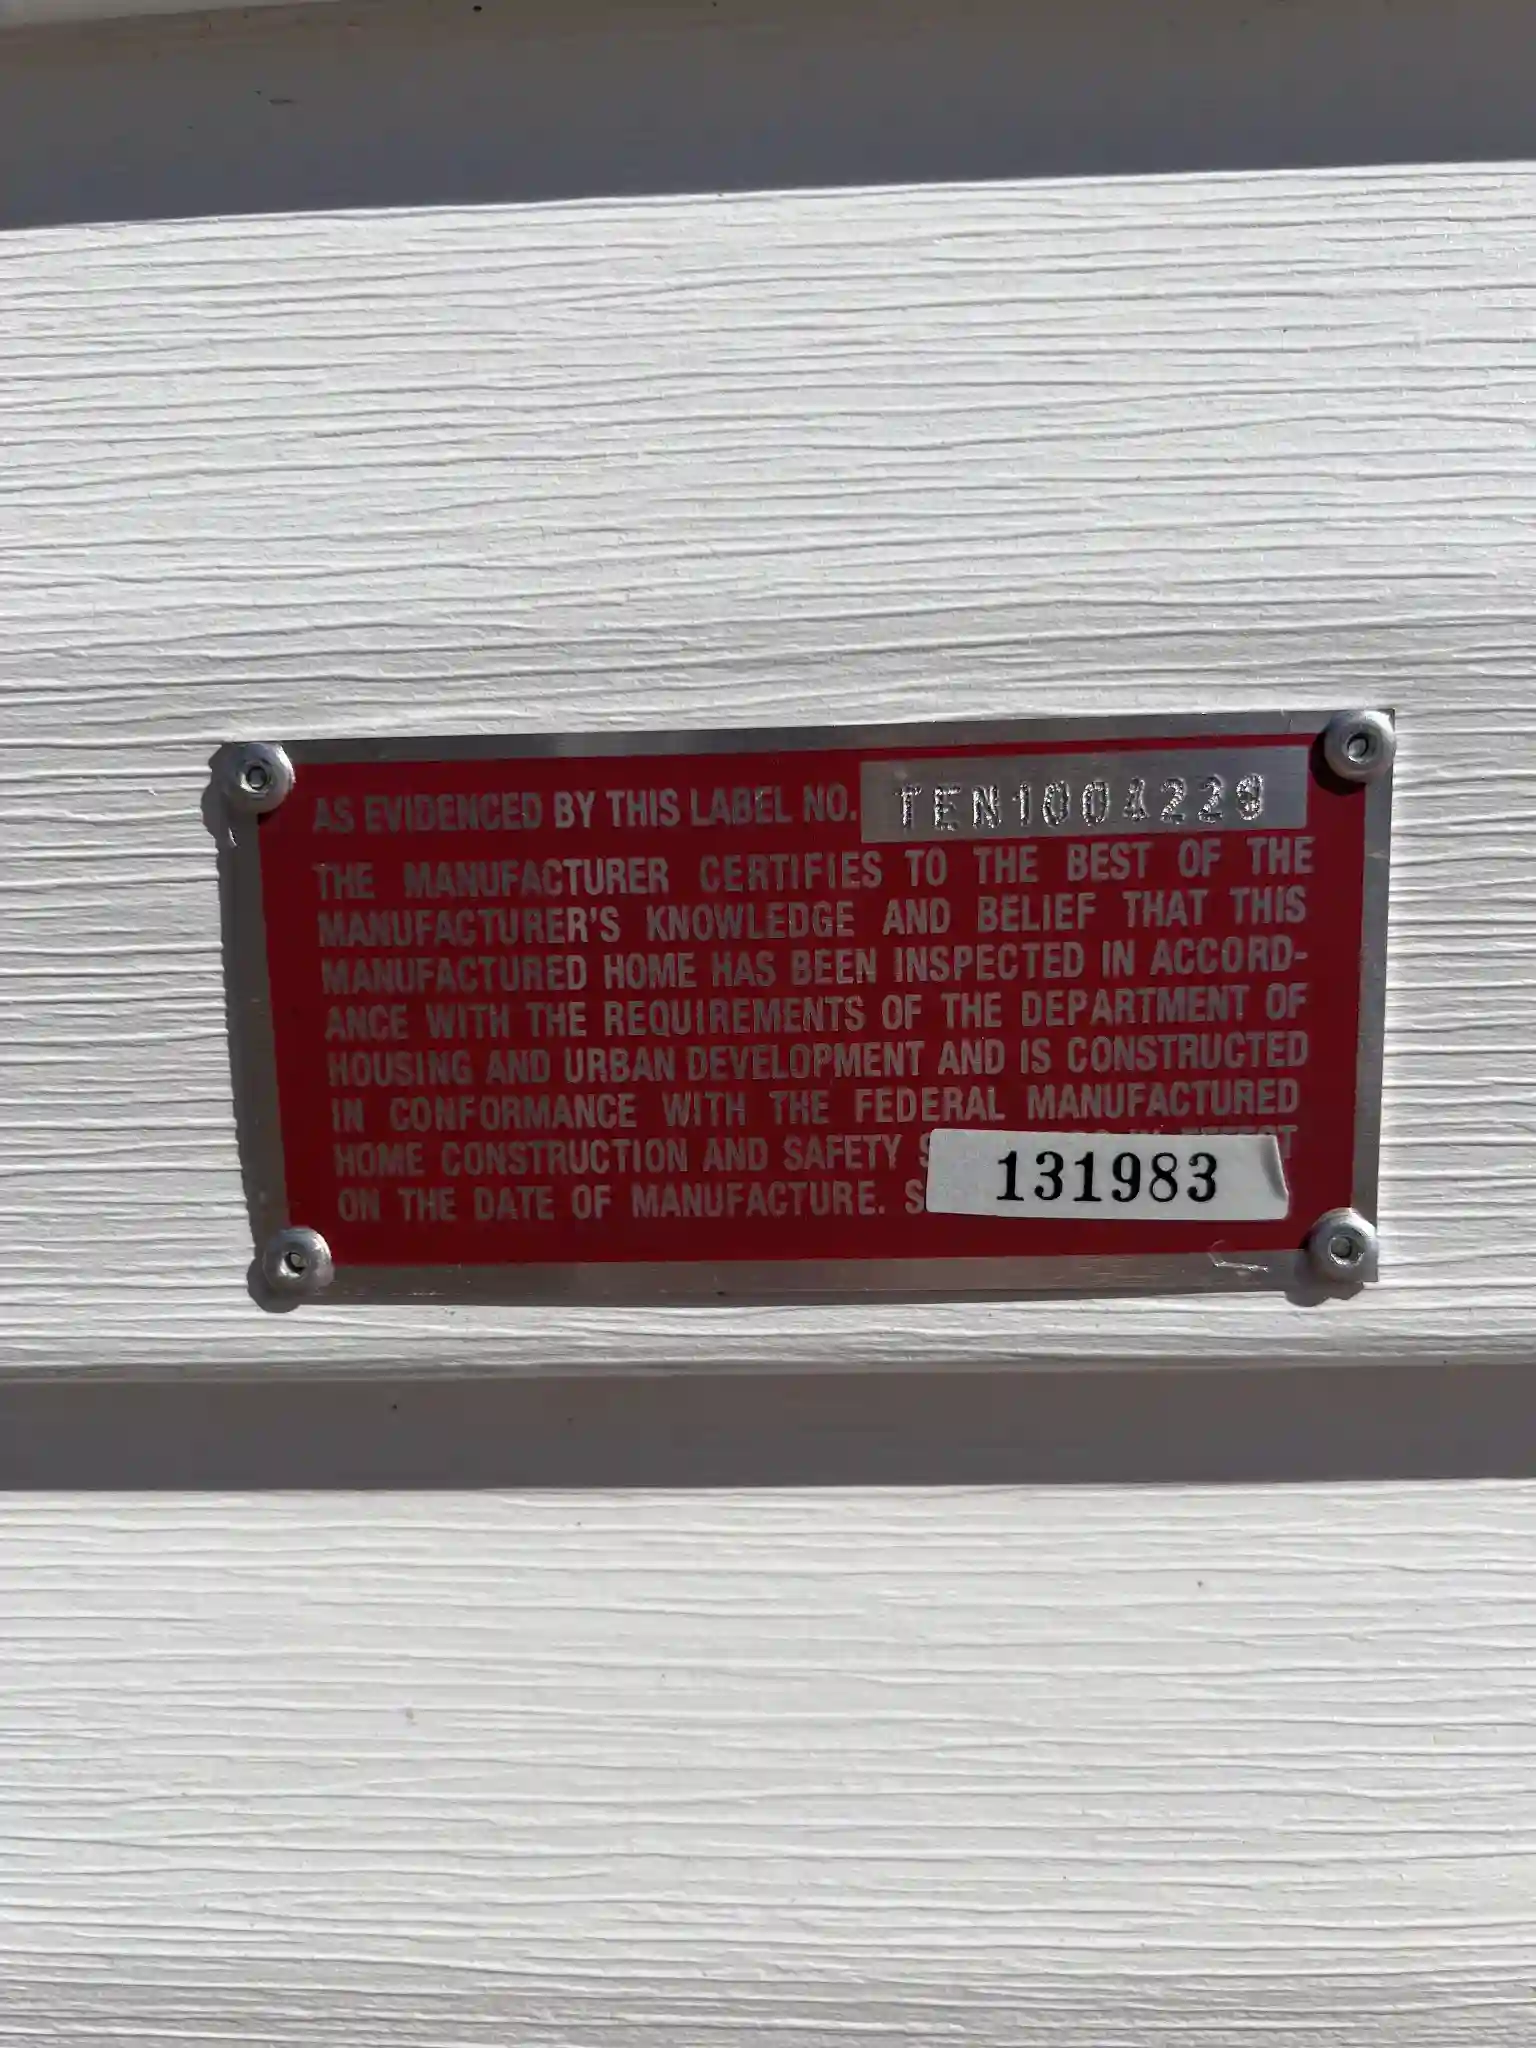 AS EVIDENCED BY THIS LABEL NO. TEN1004229
THE MANUFACTURER CERTIFIES TO THE BEST OF THE
MANUFACTURER'S KNOWLEDGE AND BELIEF THAT THIS
MANUFACTURED HOME HAS BEEN INSPECTED IN ACCORD-
ANCE WITH THE REQUIREMENTS OF THE DEPARTMENT OF
HOUSING AND URBAN DEVELOPMENT AND IS CONSTRUCTED
IN CONFORMANCE WITH THE FEDERAL MANUFACTURED
HOME CONSTRUCTION AND SAFETY
ON THE DATE OF MANUFACTURE.
131983